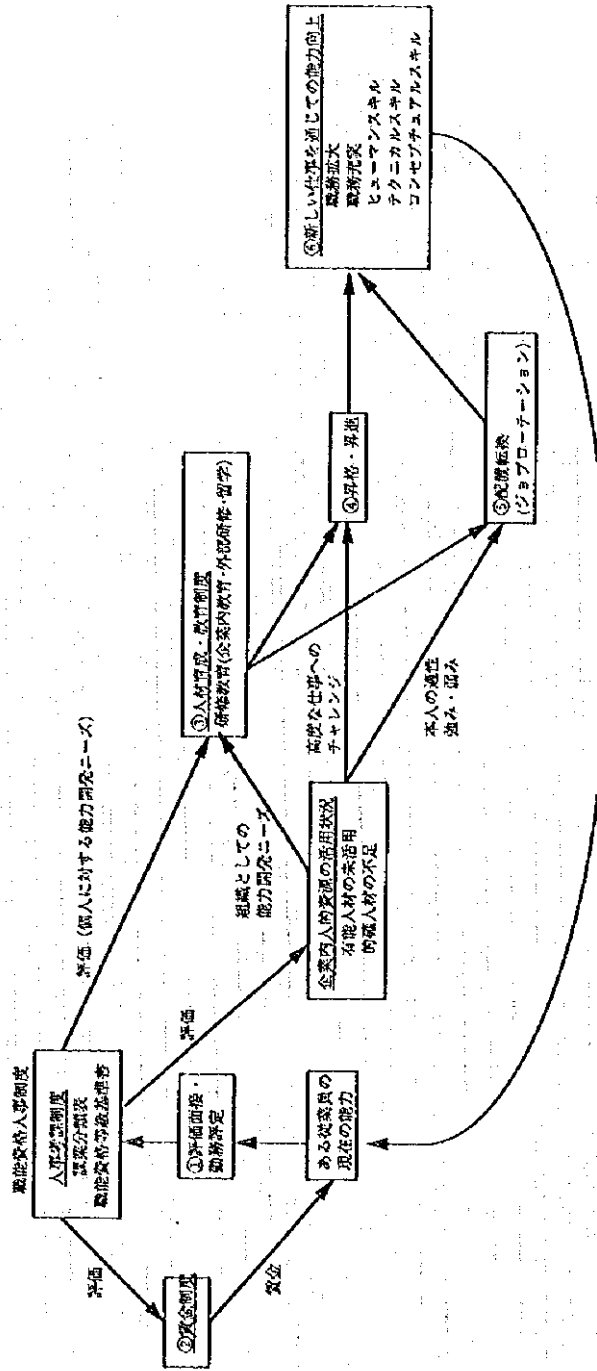 職能資格人事制度
人事考課制度
課業分類表
職能資格等級基準書
評価
②賃金制度
賃金
①評価面接・
勤務評定
ある従業員の
現在の能力
評価
評価(個人に対する能力開発ニーズ)
組織としての
能力開発ニーズ
企業内人的資源の活用状況
有能人材の未活用
的確人材の不足
③人材育成・教育制度
研修教育(企業内教育・外部研修・留学)
高度な仕事への
チャレンジ
本人の適性
強み・弱み
④昇格・昇進
⑤配置転換
(ジョブローテーション)
⑥新しい仕事を通じての能力向上
職務拡大
職務充実
ヒューマンスキル
テクニカルスキル
コンセプチュアルスキル